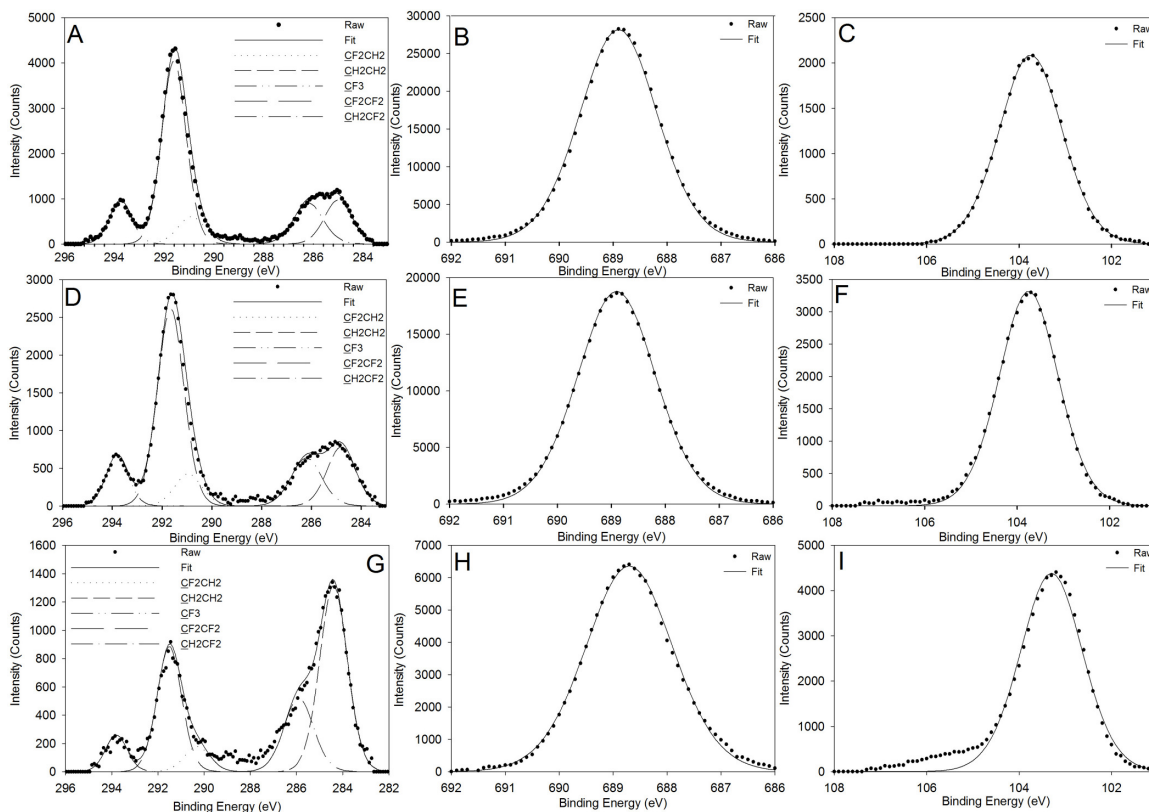 A
Raw
Fit
CF2CH2
CH2CH2
CF3
CF2CF2
CH2CF2
5000
4000
3000
2000
1000
0
Intensity (Counts)
296 294 292 290 288 286 284
Binding Energy (eV)
B
Raw
Fit
30000
25000
20000
15000
10000
5000
0
Intensity (Counts)
692 691 690 689 688 687 686
Binding Energy (eV)
C
Raw
Fit
2500
2000
1500
1000
500
0
Intensity (Counts)
108 106 104 102
Binding Energy (eV)
D
Raw
Fit
CF2CH2
CH2CH2
CF3
CF2CF2
CH2CF2
3000
2500
2000
1500
1000
500
0
Intensity (Counts)
296 294 292 290 288 286 284
Binding Energy (eV)
E
Raw
Fit
20000
15000
10000
5000
0
Intensity (Counts)
692 691 690 689 688 687 686
Binding Energy (eV)
F
Raw
Fit
3500
3000
2500
2000
1500
1000
500
0
Intensity (Counts)
108 106 104 102
Binding Energy (eV)
G
Raw
Fit
CF2CH2
CH2CH2
CF3
CF2CF2
CH2CF2
1600
1400
1200
1000
800
600
400
200
0
Intensity (Counts)
296 294 292 290 288 286 284 282
Binding Energy (eV)
H
Raw
Fit
7000
6000
5000
4000
3000
2000
1000
0
Intensity (Counts)
692 691 690 689 688 687 686
Binding Energy (eV)
I
Raw
Fit
5000
4000
3000
2000
1000
0
Intensity (Counts)
108 106 104 102
Binding Energy (eV)